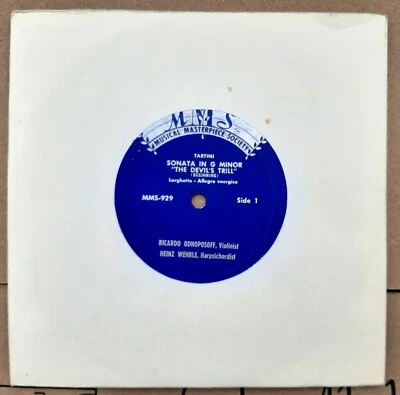 MMS
MUSICAL MASTERPIECE SOCIETY
TARTINI
SONATA IN G MINOR
"THE DEVIL'S TRILL"
(BEGINNING)
Larghetto - Allegro energico
MMS-929 Side 1
RICARDO ODNOPOSOFF, Violinist
HEINZ WEHRLE, Harpsichordist